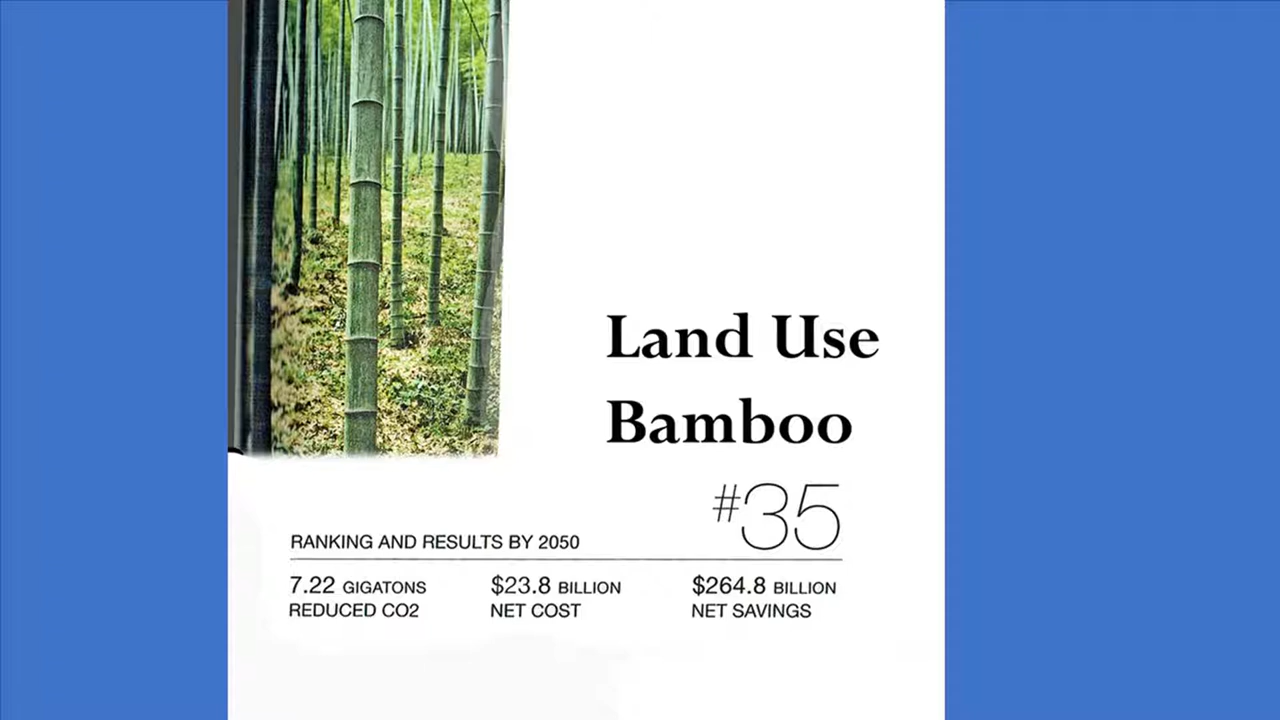 Land Use
Bamboo
#35
RANKING AND RESULTS BY 2050
7.22 GIGATONS REDUCED CO2
$23.8 BILLION NET COST
$264.8 BILLION NET SAVINGS